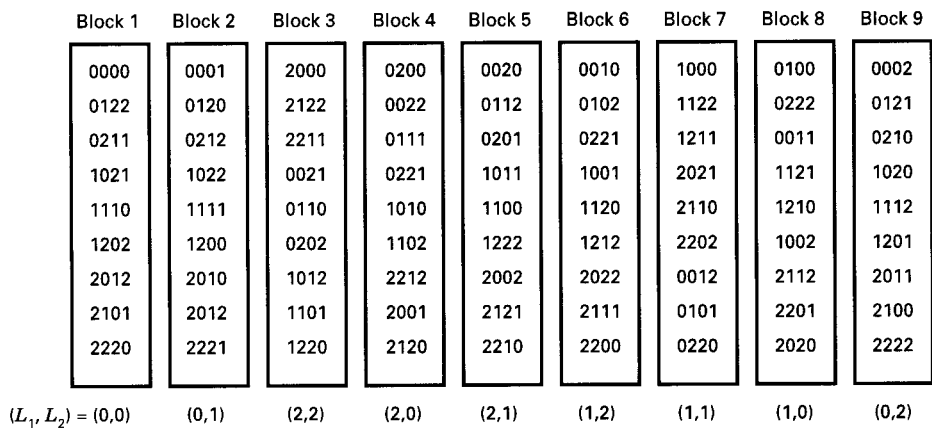 Block 1 Block 2 Block 3 Block 4 Block 5 Block 6 Block 7 Block 8 Block 9
0000 0001 2000 0200 0020 0010 1000 0100 0002
0122 0120 2122 0022 0112 0102 1122 0222 0121
0211 0212 2211 0111 0201 0221 1211 0011 0210
1021 1022 0021 0221 1011 1001 2021 1121 1020
1110 1111 0110 1010 1100 1120 2110 1210 1112
1202 1200 0202 1102 1222 1212 2202 1002 1201
2012 2010 1012 2212 2002 2022 0012 2112 2011
2101 2012 1101 2001 2121 2111 0101 2201 2100
2220 2221 1220 2120 2210 2200 0220 2020 2222
(L₁, L₂) = (0,0) (0,1) (2,2) (2,0) (2,1) (1,2) (1,1) (1,0) (0,2)